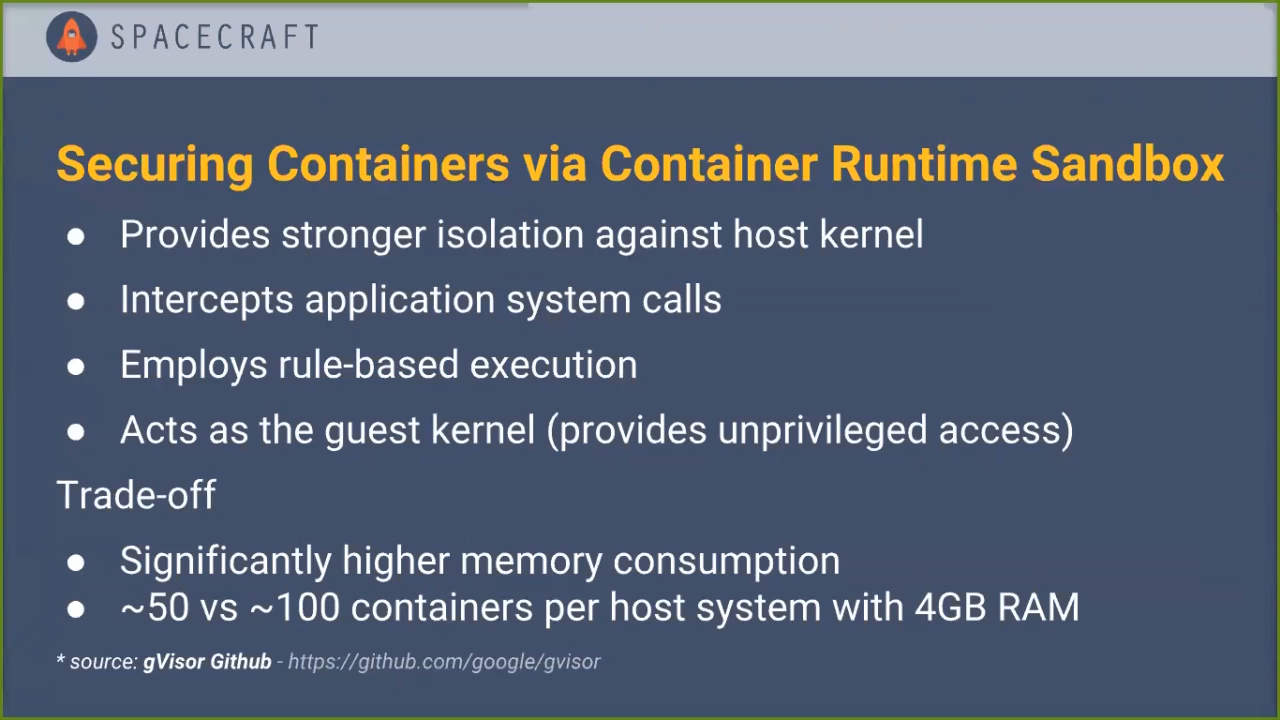 SPACECRAFT
Securing Containers via Container Runtime Sandbox
● Provides stronger isolation against host kernel
● Intercepts application system calls
● Employs rule-based execution
● Acts as the guest kernel (provides unprivileged access)
Trade-off
● Significantly higher memory consumption
● ~50 vs ~100 containers per host system with 4GB RAM
* source: gVisor Github - https://github.com/google/gvisor